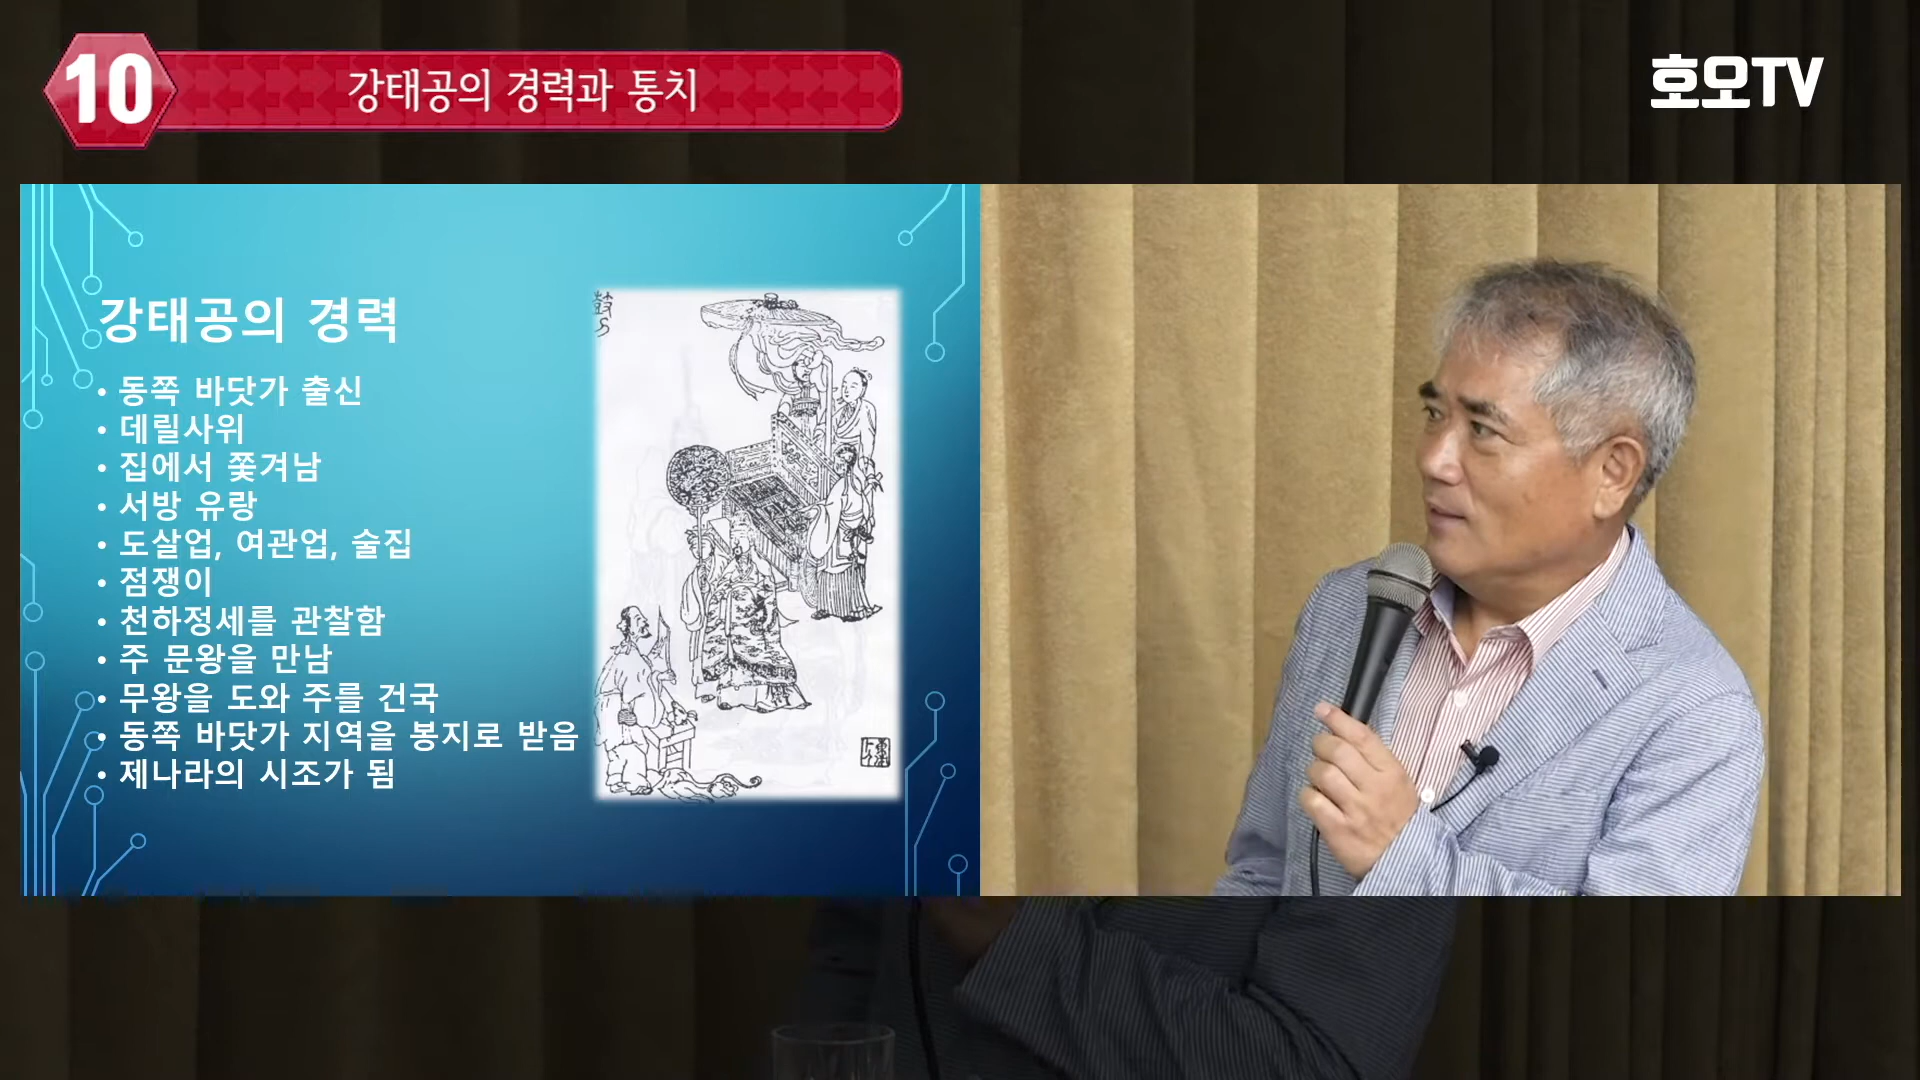 10
강태공의 경력과 통치
호오TV
강태공의 경력
• 동쪽 바닷가 출신
• 데릴사위
• 집에서 쫓겨남
• 서방 유랑
• 도살업, 여관업, 술집
• 점쟁이
• 천하정세를 관찰함
• 주 문왕을 만남
• 무왕을 도와 주를 건국
• 동쪽 바닷가 지역을 봉지로 받음
• 제나라의 시조가 됨